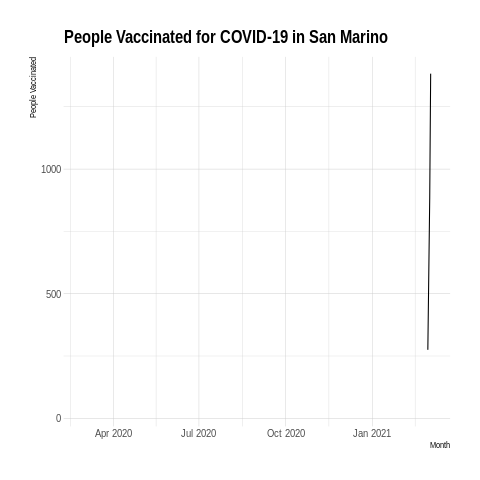 People Vaccinated for COVID-19 in San Marino
People Vaccinated
1000
500
0
Apr 2020 Jul 2020 Oct 2020 Jan 2021
Month